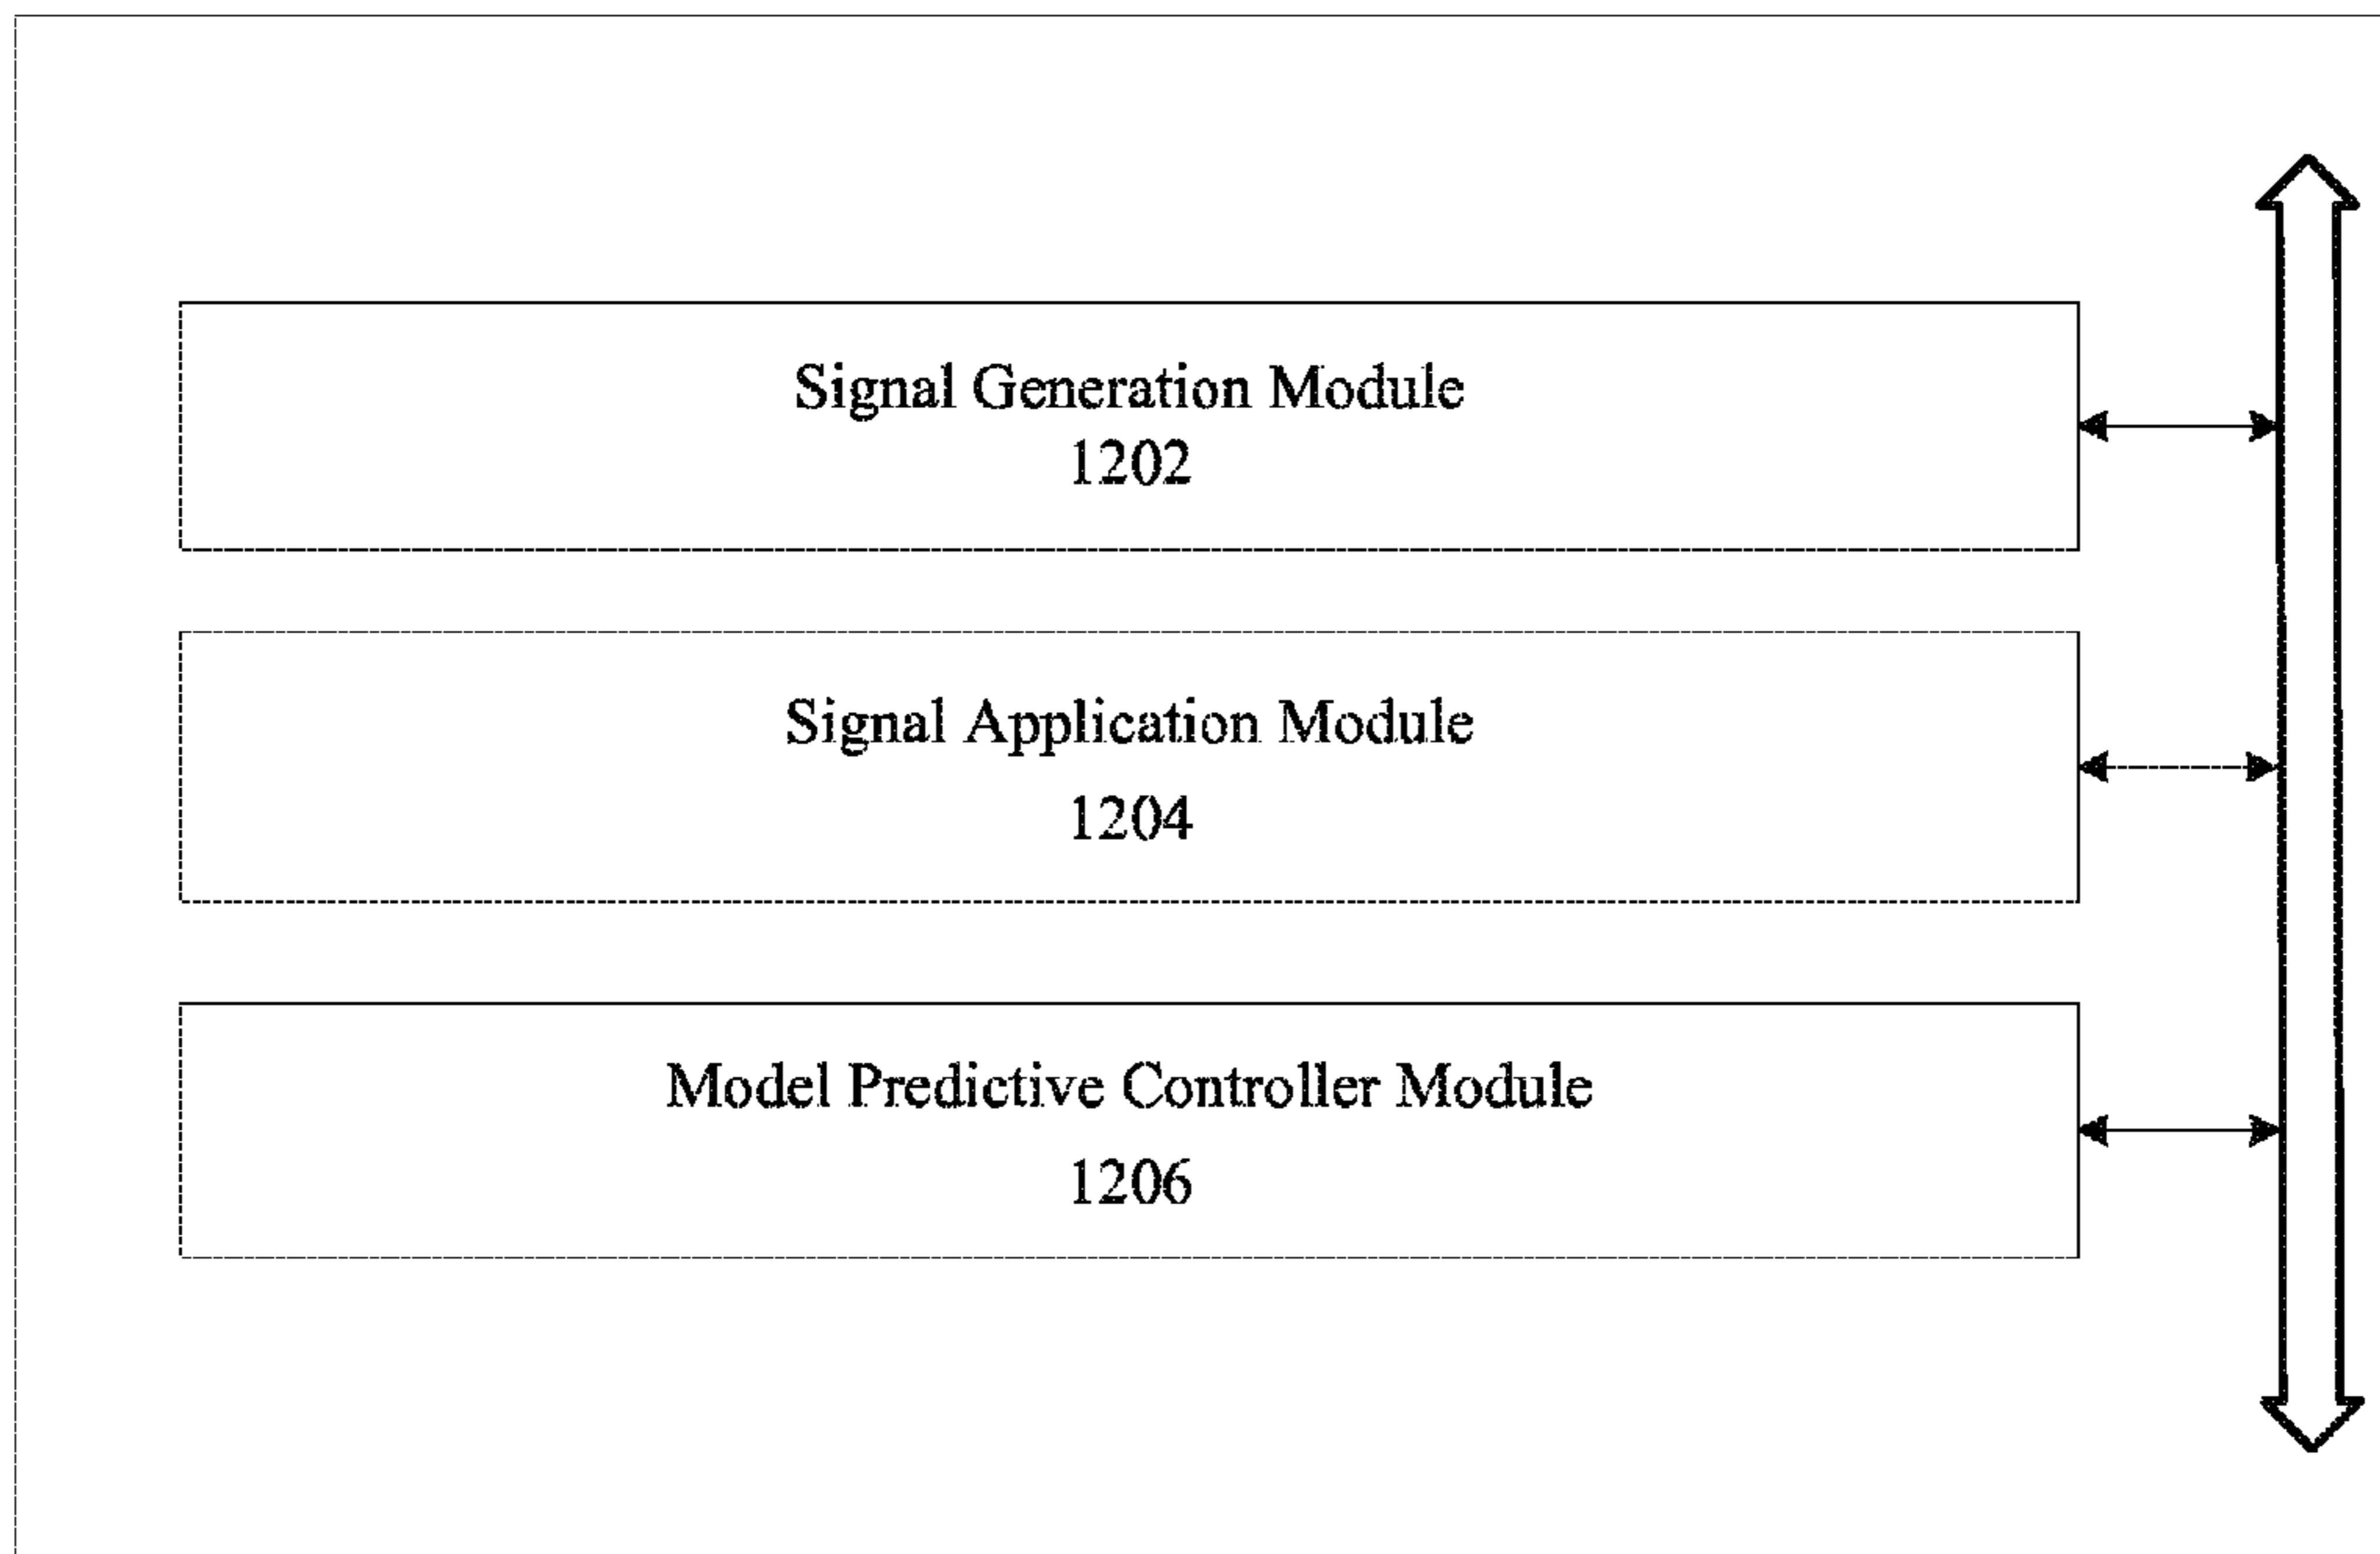 Signal Generation Module
1202
Signal Application Module
1204
Model Predictive Controller Module
1206